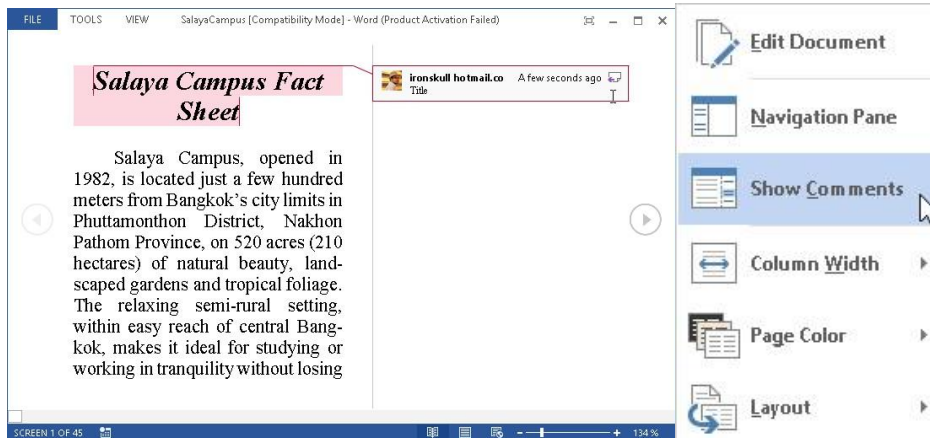 FILE TOOLS VIEW SalayaCampus [Compatibility Mode] - Word (Product Activation Failed)
Salaya Campus Fact
Sheet
ironskull hotmail.co A few seconds ago
Title
Salaya Campus, opened in
1982, is located just a few hundred
meters from Bangkok's city limits in
Phuttamonthon District, Nakhon
Pathom Province, on 520 acres (210
hectares) of natural beauty, land-
scaped gardens and tropical foliage.
The relaxing semi-rural setting,
within easy reach of central Bang-
kok, makes it ideal for studying or
working in tranquility without losing
SCREEN 1 OF 45 134 %
Edit Document
Navigation Pane
Show Comments
Column Width
Page Color
Layout